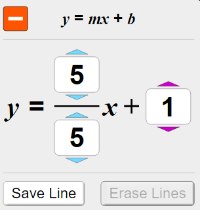 y = mx + b
5
y = x + 1
5
Save Line
Erase Lines